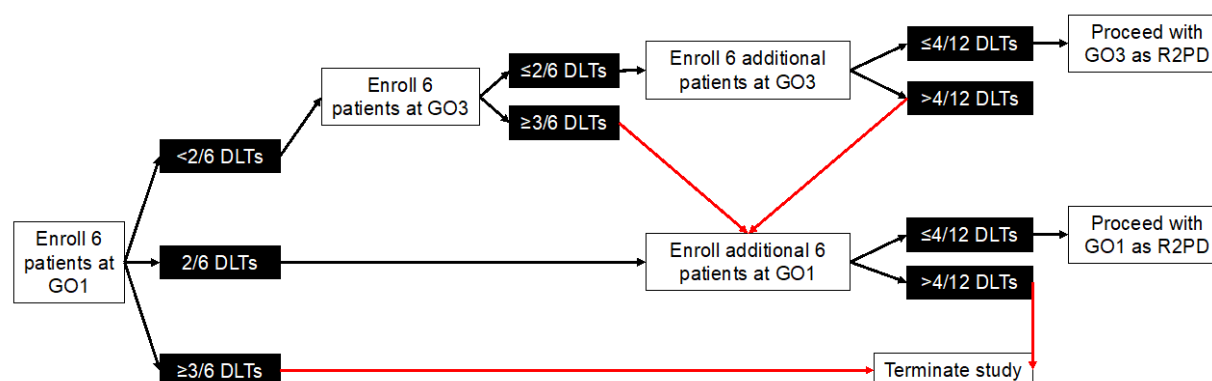 Enroll 6
patients at
GO1
<2/6 DLTs
2/6 DLTs
≥3/6 DLTs
Enroll 6
patients at GO3
≤2/6 DLTs
≥3/6 DLTs
Enroll 6 additional
patients at GO3
≤4/12 DLTs
>4/12 DLTs
Proceed with
GO3 as R2PD
Enroll additional 6
patients at GO1
≤4/12 DLTs
>4/12 DLTs
Proceed with
GO1 as R2PD
Terminate study